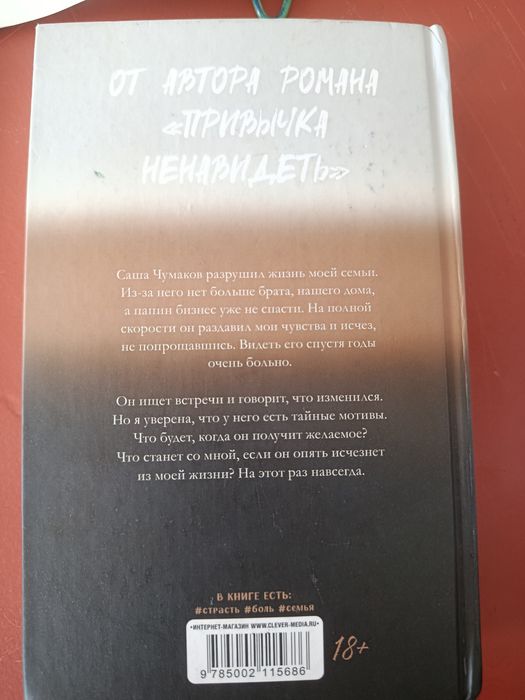 ОТ АВТОРА РОМАНА
«ПРИВЫЧКА
НЕНАВИДЕТЬ»
Саша Чумаков разрушил жизнь моей семьи.
Из-за него нет больше брата, нашего дома,
а папин бизнес уже не спасти. На полной
скорости он раздавил мои чувства и исчез,
не попрощавшись. Видеть его спустя годы
очень больно.
Он ищет встречи и говорит, что изменился.
Но я уверена, что у него есть тайные мотивы.
Что будет, когда он получит желаемое?
Что станет со мной, если он опять исчезнет
из моей жизни? На этот раз навсегда.
В КНИГЕ ЕСТЬ:
#страсть #боль #семья
•ИНТЕРНЕТ-МАГАЗИН WWW.CLEVER-MEDIA.RU•
9 785002 115686
18+